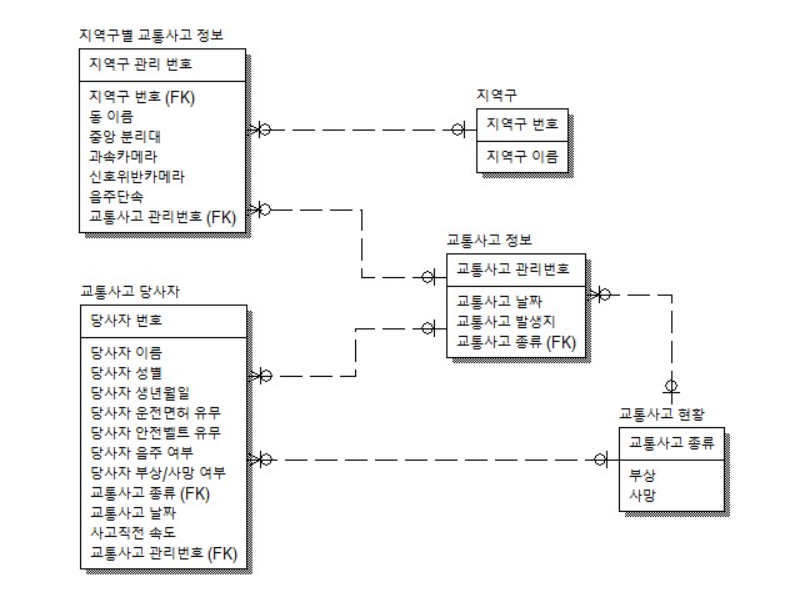 지역구별 교통사고 정보
지역구 관리 번호
지역구 번호 (FK)
동 이름
중앙 분리대
과속카메라
신호위반카메라
음주단속
교통사고 관리번호 (FK)
지역구
지역구 번호
지역구 이름
교통사고 정보
교통사고 관리번호
교통사고 날짜
교통사고 발생지
교통사고 종류 (FK)
교통사고 당사자
당사자 번호
당사자 이름
당사자 성별
당사자 생년월일
당사자 운전면허 유무
당사자 안전벨트 유무
당사자 음주 여부
당사자 부상/사망 여부
교통사고 종류 (FK)
교통사고 날짜
사고직전 속도
교통사고 관리번호 (FK)
교통사고 현황
교통사고 종류
부상
사망